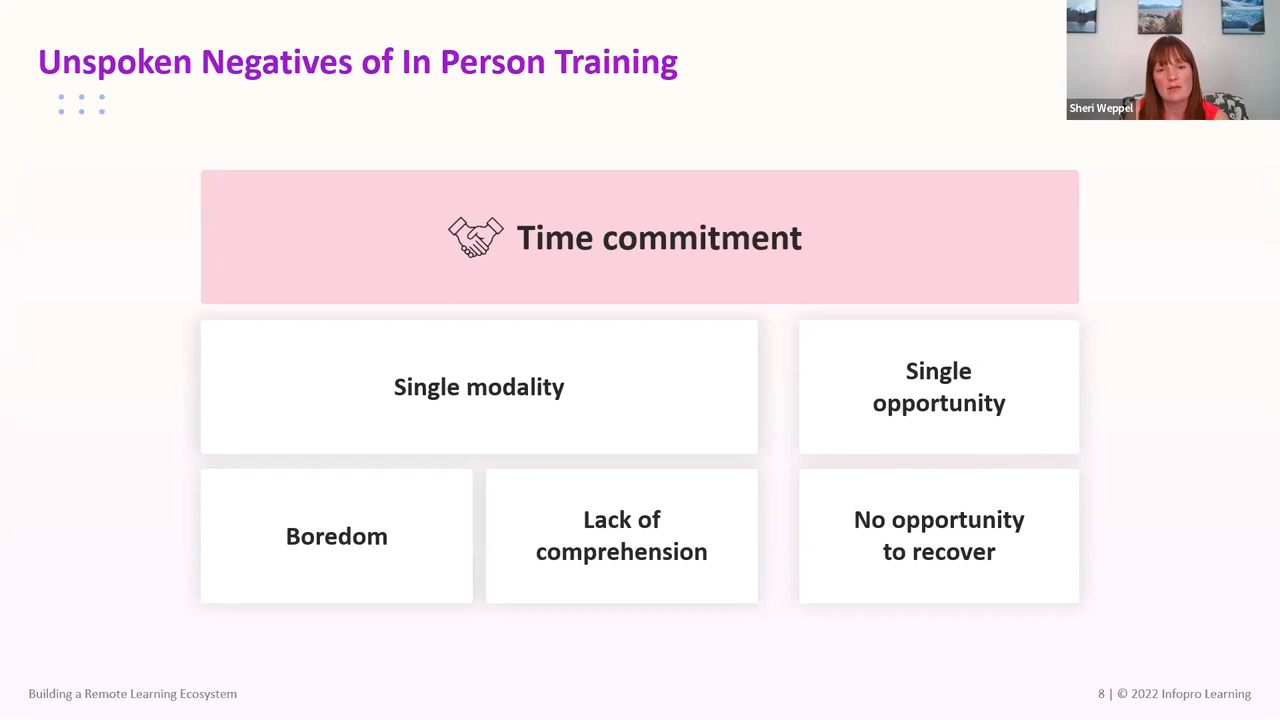 Unspoken Negatives of In Person Training
Sheri Weppel
Time commitment
Single modality
Single
opportunity
Boredom
Lack of
comprehension
No opportunity
to recover
Building a Remote Learning Ecosystem
8 | © 2022 Infopro Learning